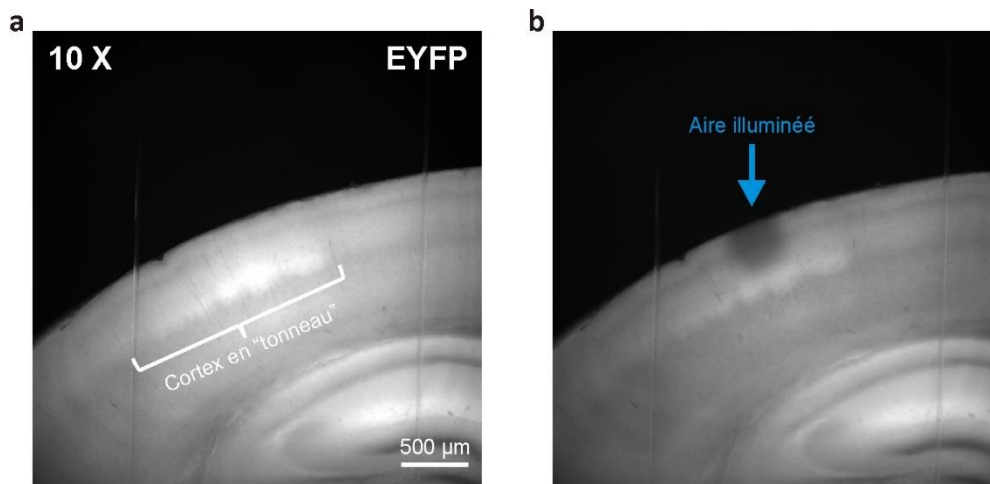 a
10 X
EYFP
Cortex en "tonneau"
500 µm
b
Aire illuminéé